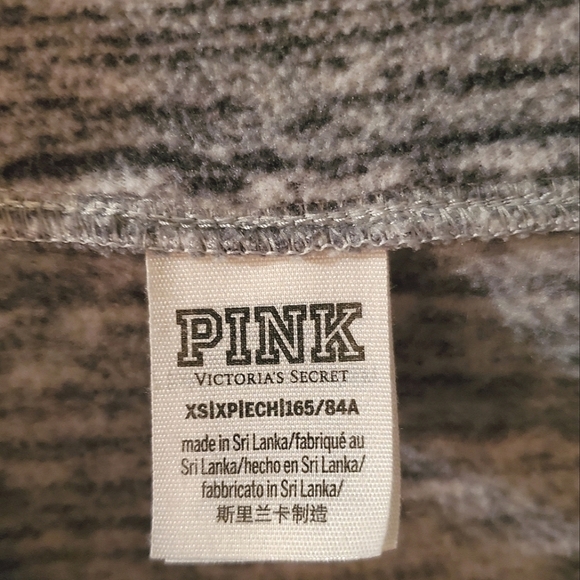 PINK
VICTORIA'S SECRET
XS|XP|ECH|165/84A
made in Sri Lanka/fabriqué au
Sri Lanka/hecho en Sri Lanka/
fabbricato in Sri Lanka/
斯里兰卡制造